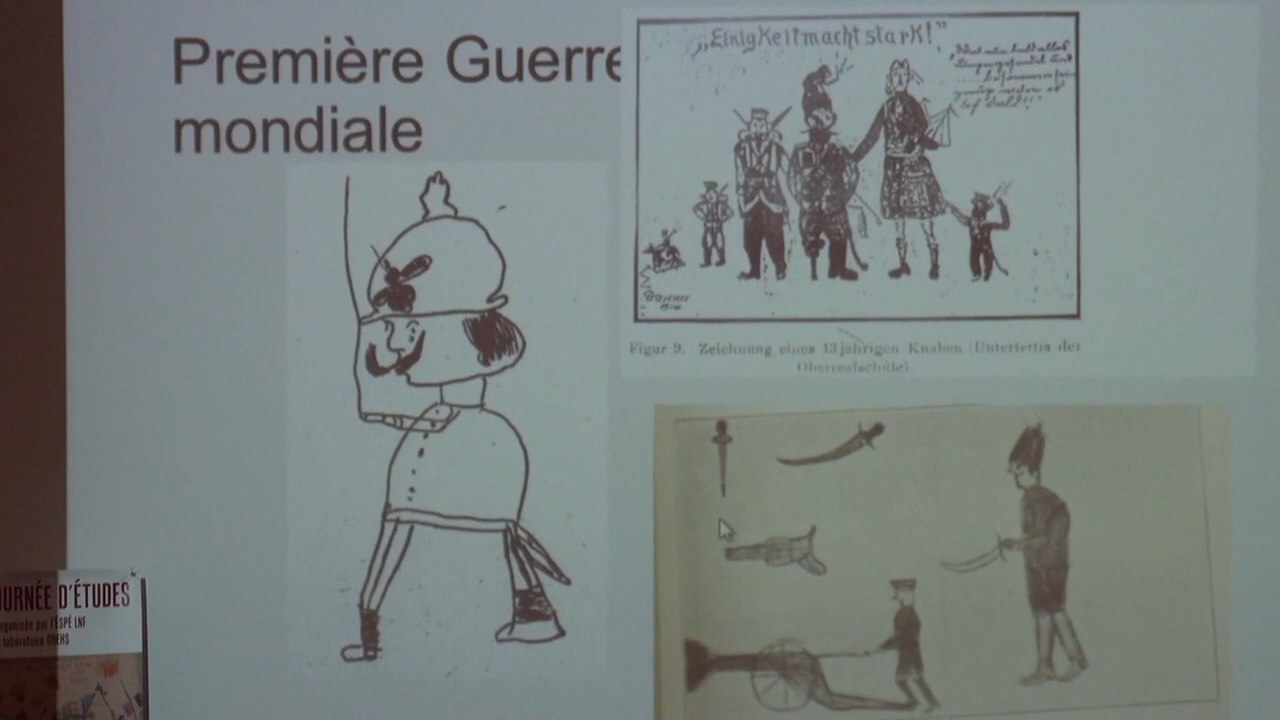 Première Guerre
mondiale
„Einigkeit macht stark!”
Figur 9. Zeichnung eines 13jährigen Knaben (Untertertia der
Oberrealschule)
JOURNÉE D'ÉTUDES
organisée par l'ESPÉ LNF
laboratoire GRHIS